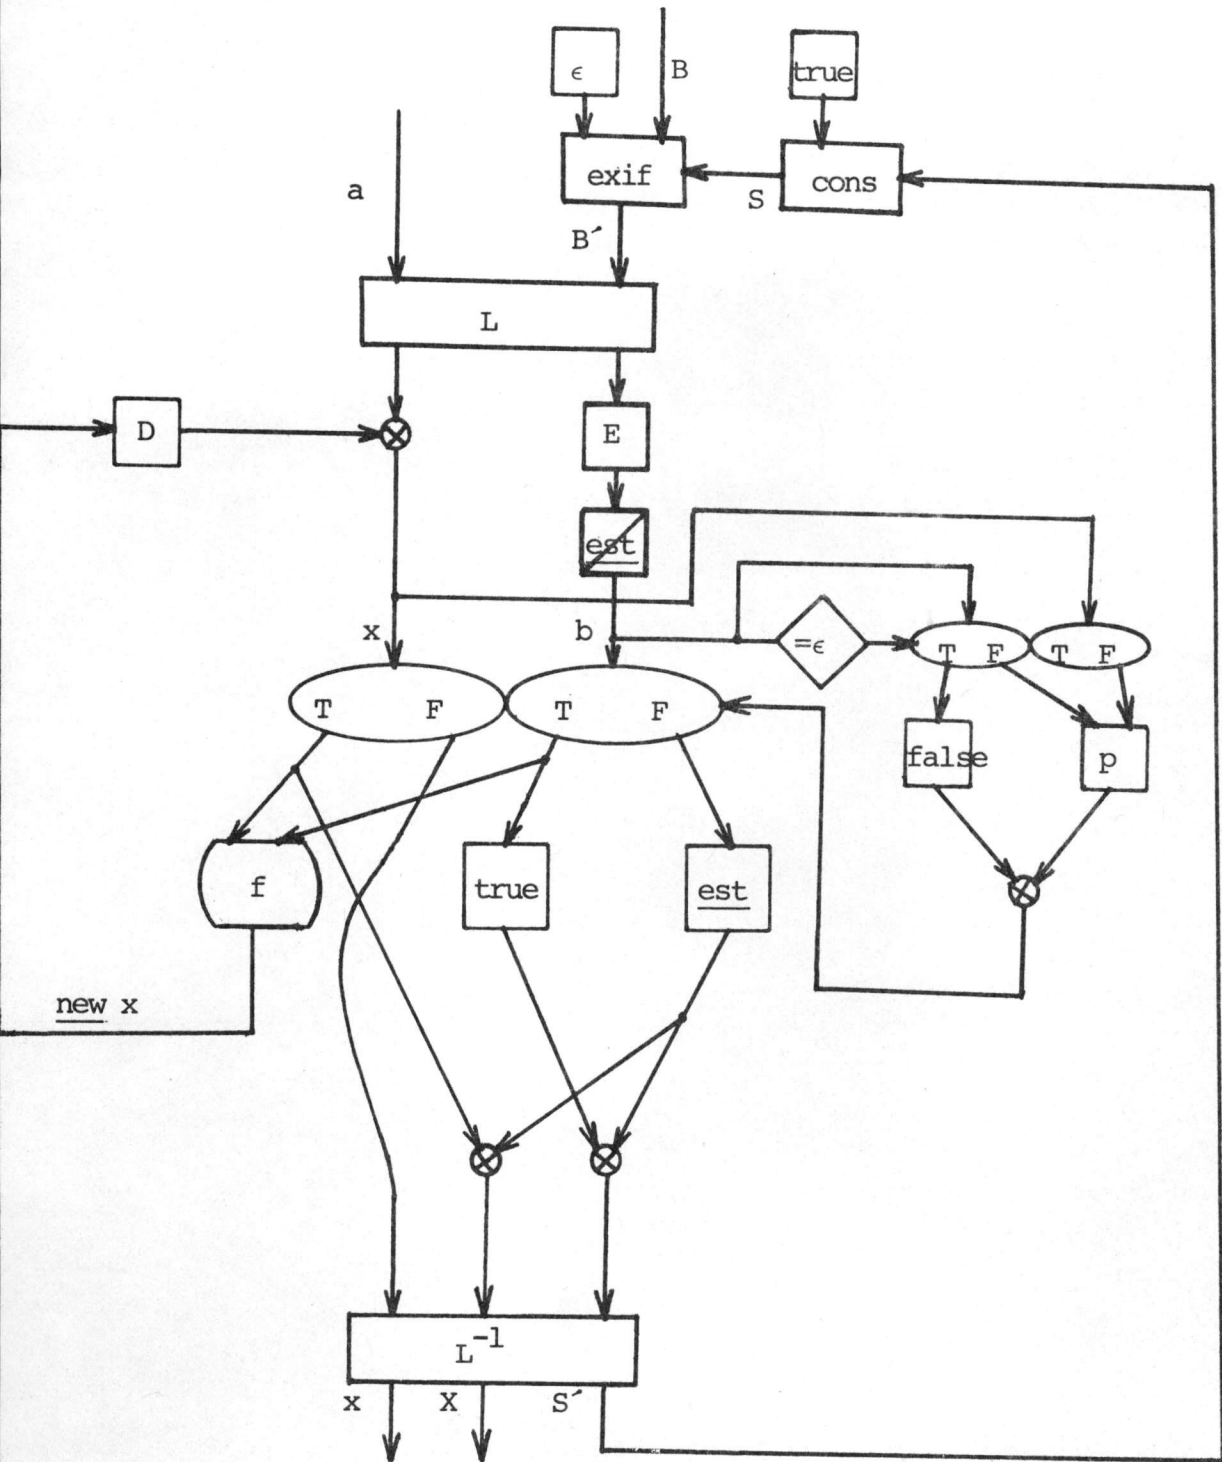 ϵ
B
true
a
exif
S
cons
B´
L
D
E
est
x
b
=ϵ
T F
T F
T F
T F
false
p
f
true
est
new x
L⁻¹
x
X
S´